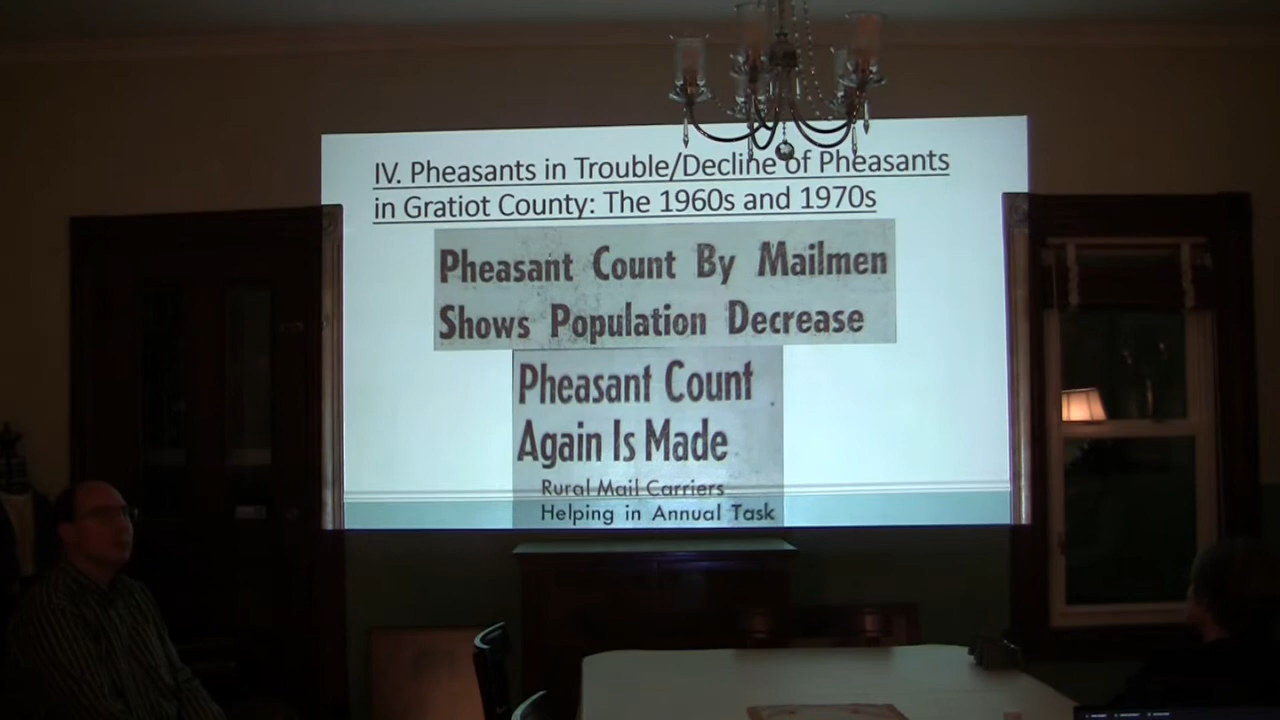 IV. Pheasants in Trouble/Decline of Pheasants
in Gratiot County: The 1960s and 1970s
Pheasant Count By Mailmen
Shows Population Decrease
Pheasant Count
Again Is Made
Rural Mail Carriers
Helping in Annual Task